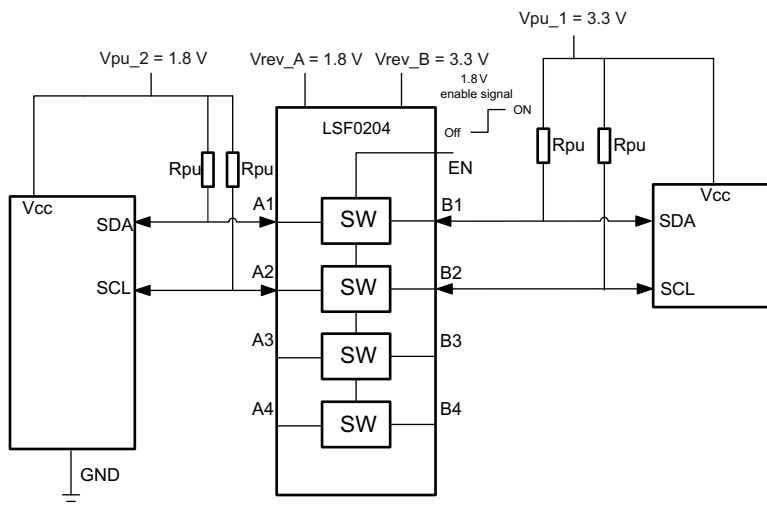 Vpu_1 = 3.3 V
Vpu_2 = 1.8 V
Vrev_A = 1.8 V
Vrev_B = 3.3 V
1.8 V
enable signal
ON
Off
LSF0204
EN
Rpu
Rpu
Rpu
Rpu
Vcc
Vcc
SDA
A1
SW
B1
SDA
SCL
A2
SW
B2
SCL
A3
SW
B3
A4
SW
B4
GND